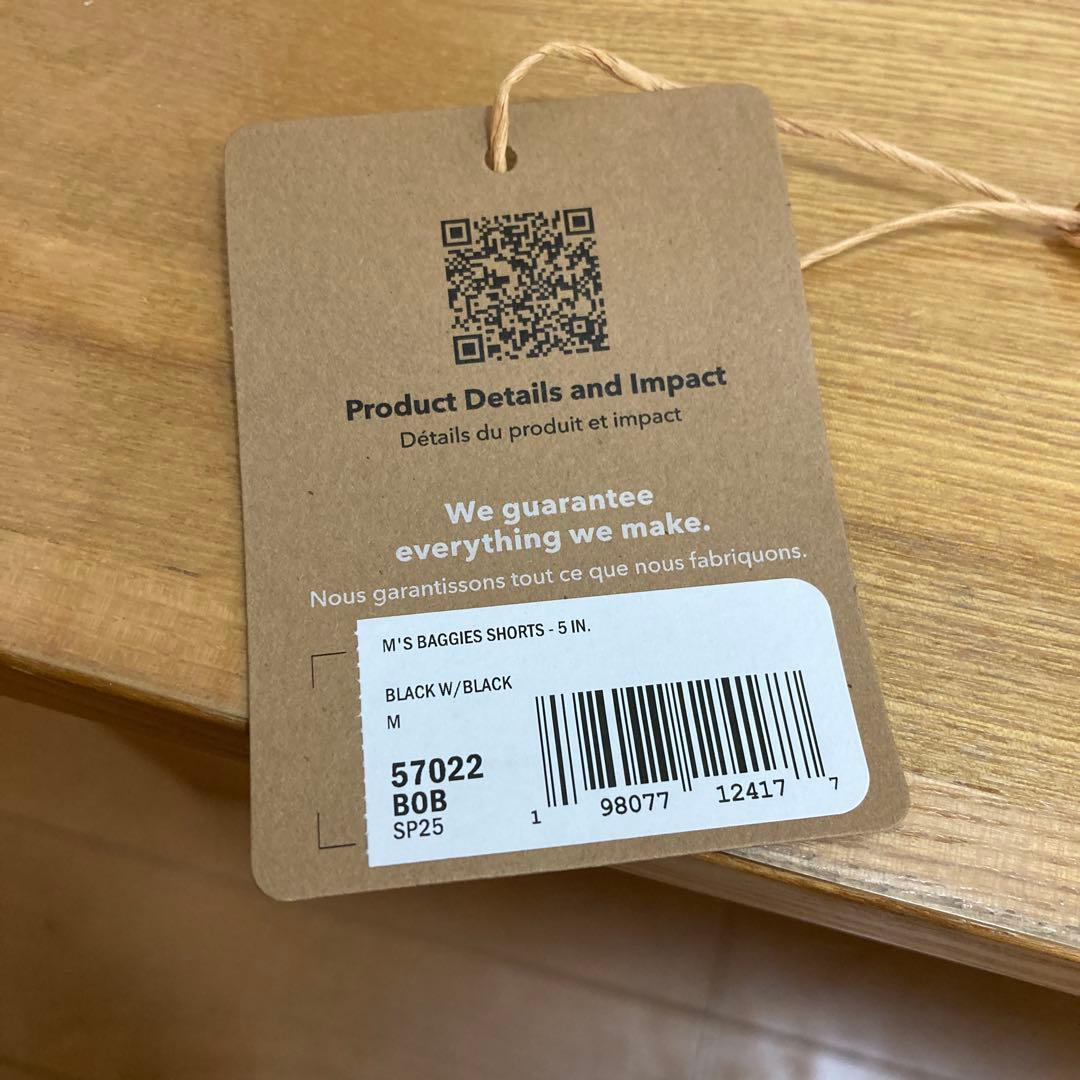 Product Details and Impact
Détails du produit et impact
We guarantee
everything we make.
Nous garantissons tout ce que nous fabriquons.
M'S BAGGIES SHORTS - 5 IN.
BLACK W/BLACK
M
57022
BOB
SP25
1 98077 12417 7